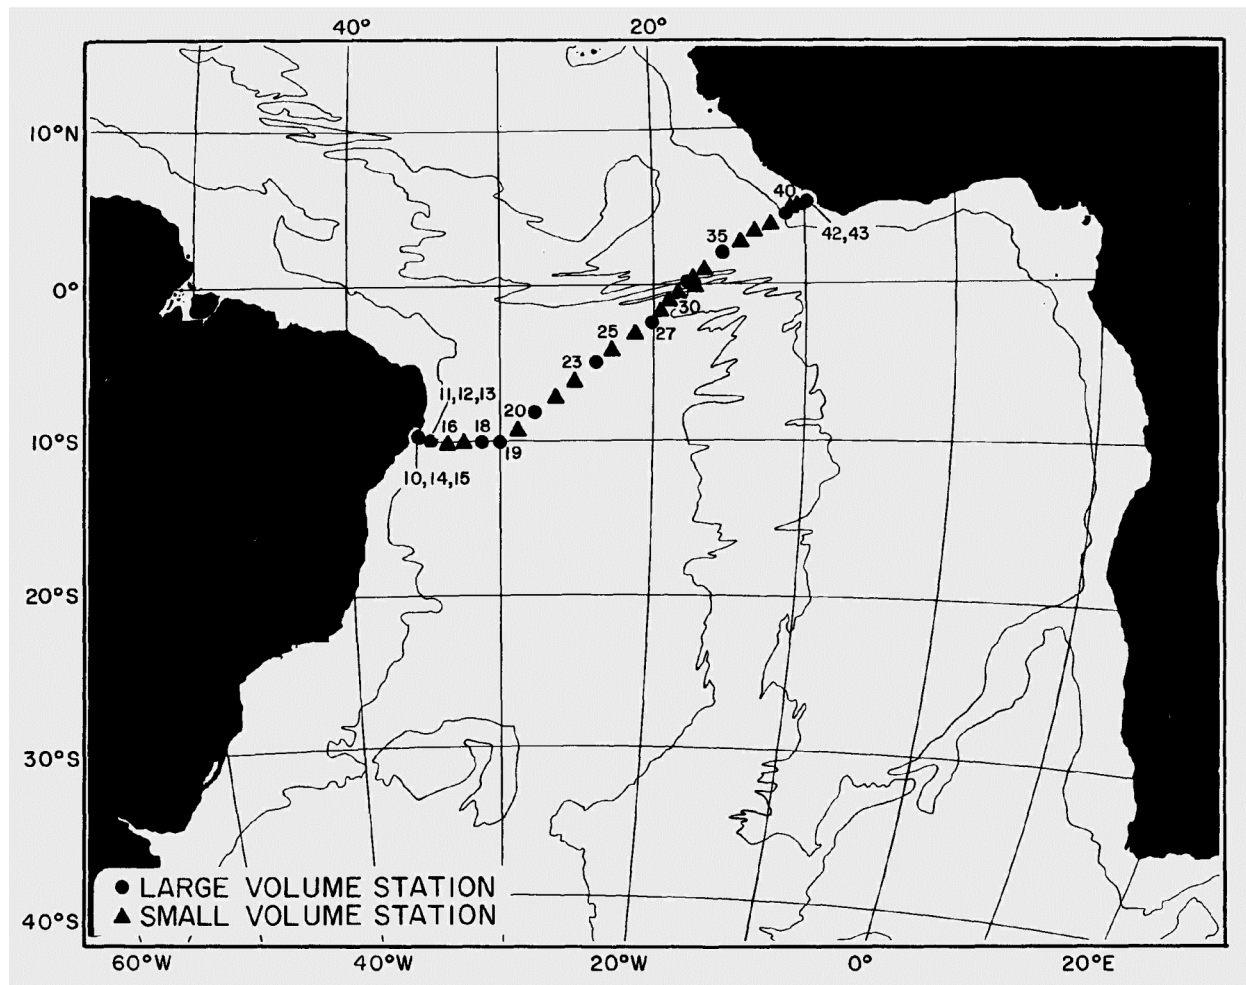 40° 20°
10°N
40
42,43
35
0°
30
27
25
23
11,12,13
20
16 18
10°S
19
10,14,15
20°S
30°S
● LARGE VOLUME STATION
▲ SMALL VOLUME STATION
40°S
60°W 40°W 20°W 0° 20°E